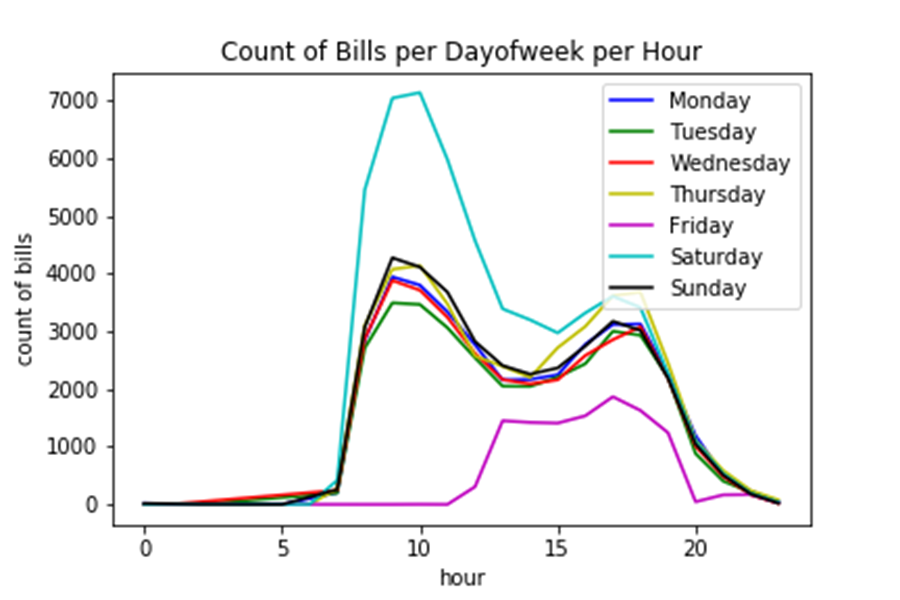 Count of Bills per Dayofweek per Hour
7000
6000
5000
4000
3000
2000
1000
0
count of bills
Monday
Tuesday
Wednesday
Thursday
Friday
Saturday
Sunday
0 5 10 15 20
hour